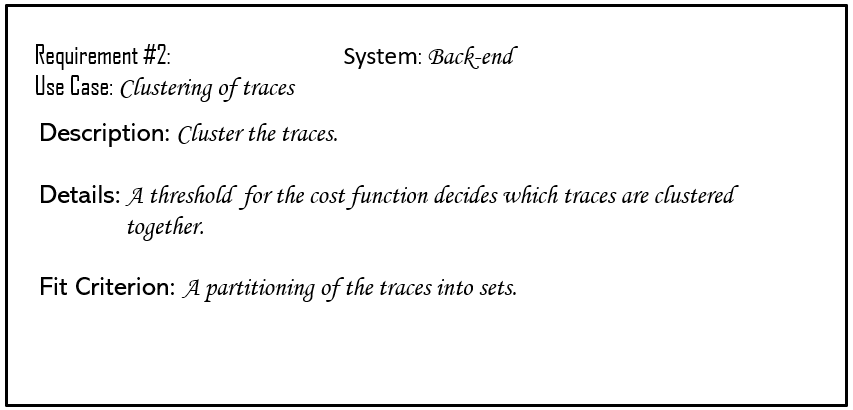 Requirement #2: System: Back-end
Use Case: Clustering of traces
Description: Cluster the traces.
Details: A threshold for the cost function decides which traces are clustered
together.
Fit Criterion: A partitioning of the traces into sets.